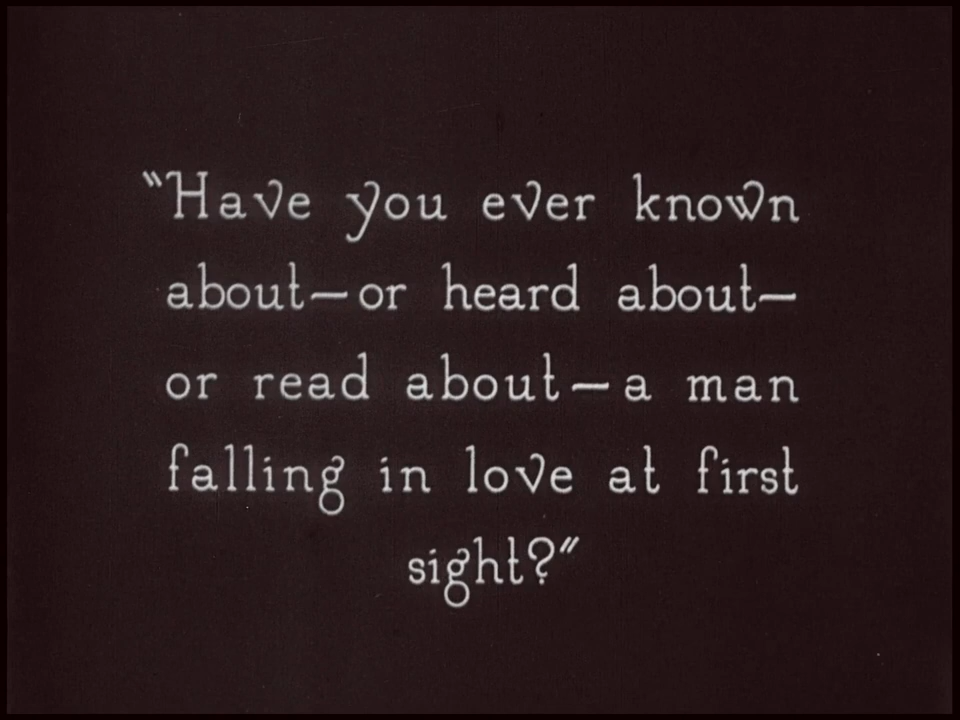 "Have you ever known
about—or heard about—
or read about—a man
falling in love at first
sight?"